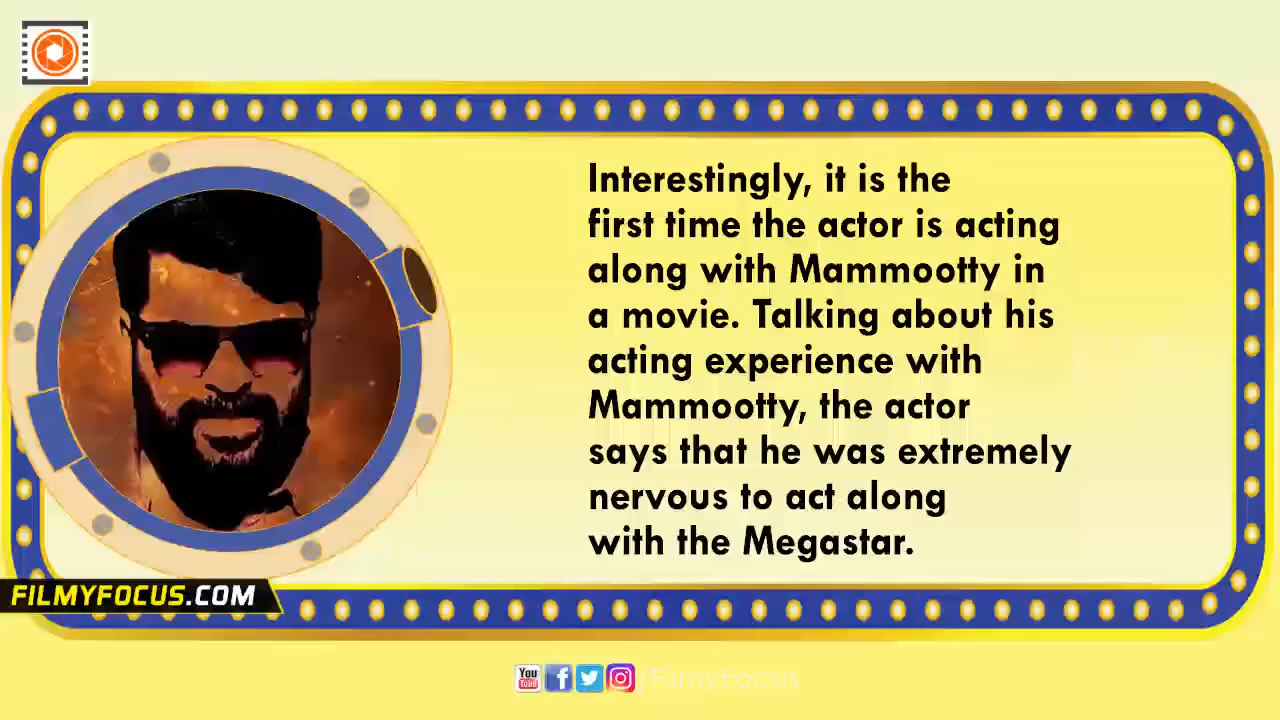 Interestingly, it is the
first time the actor is acting
along with Mammootty in
a movie. Talking about his
acting experience with
Mammootty, the actor
says that he was extremely
nervous to act along
with the Megastar.
FILMYFOCUS.COM
You
Tube
/FilmyFocus